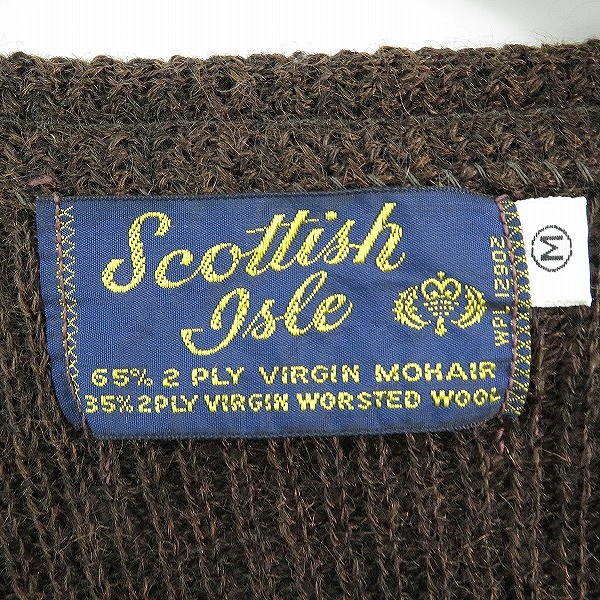 Scottish
Isle
65% 2 PLY VIRGIN MOHAIR
35% 2PLY VIRGIN WORSTED WOOL
WPL 12902
M